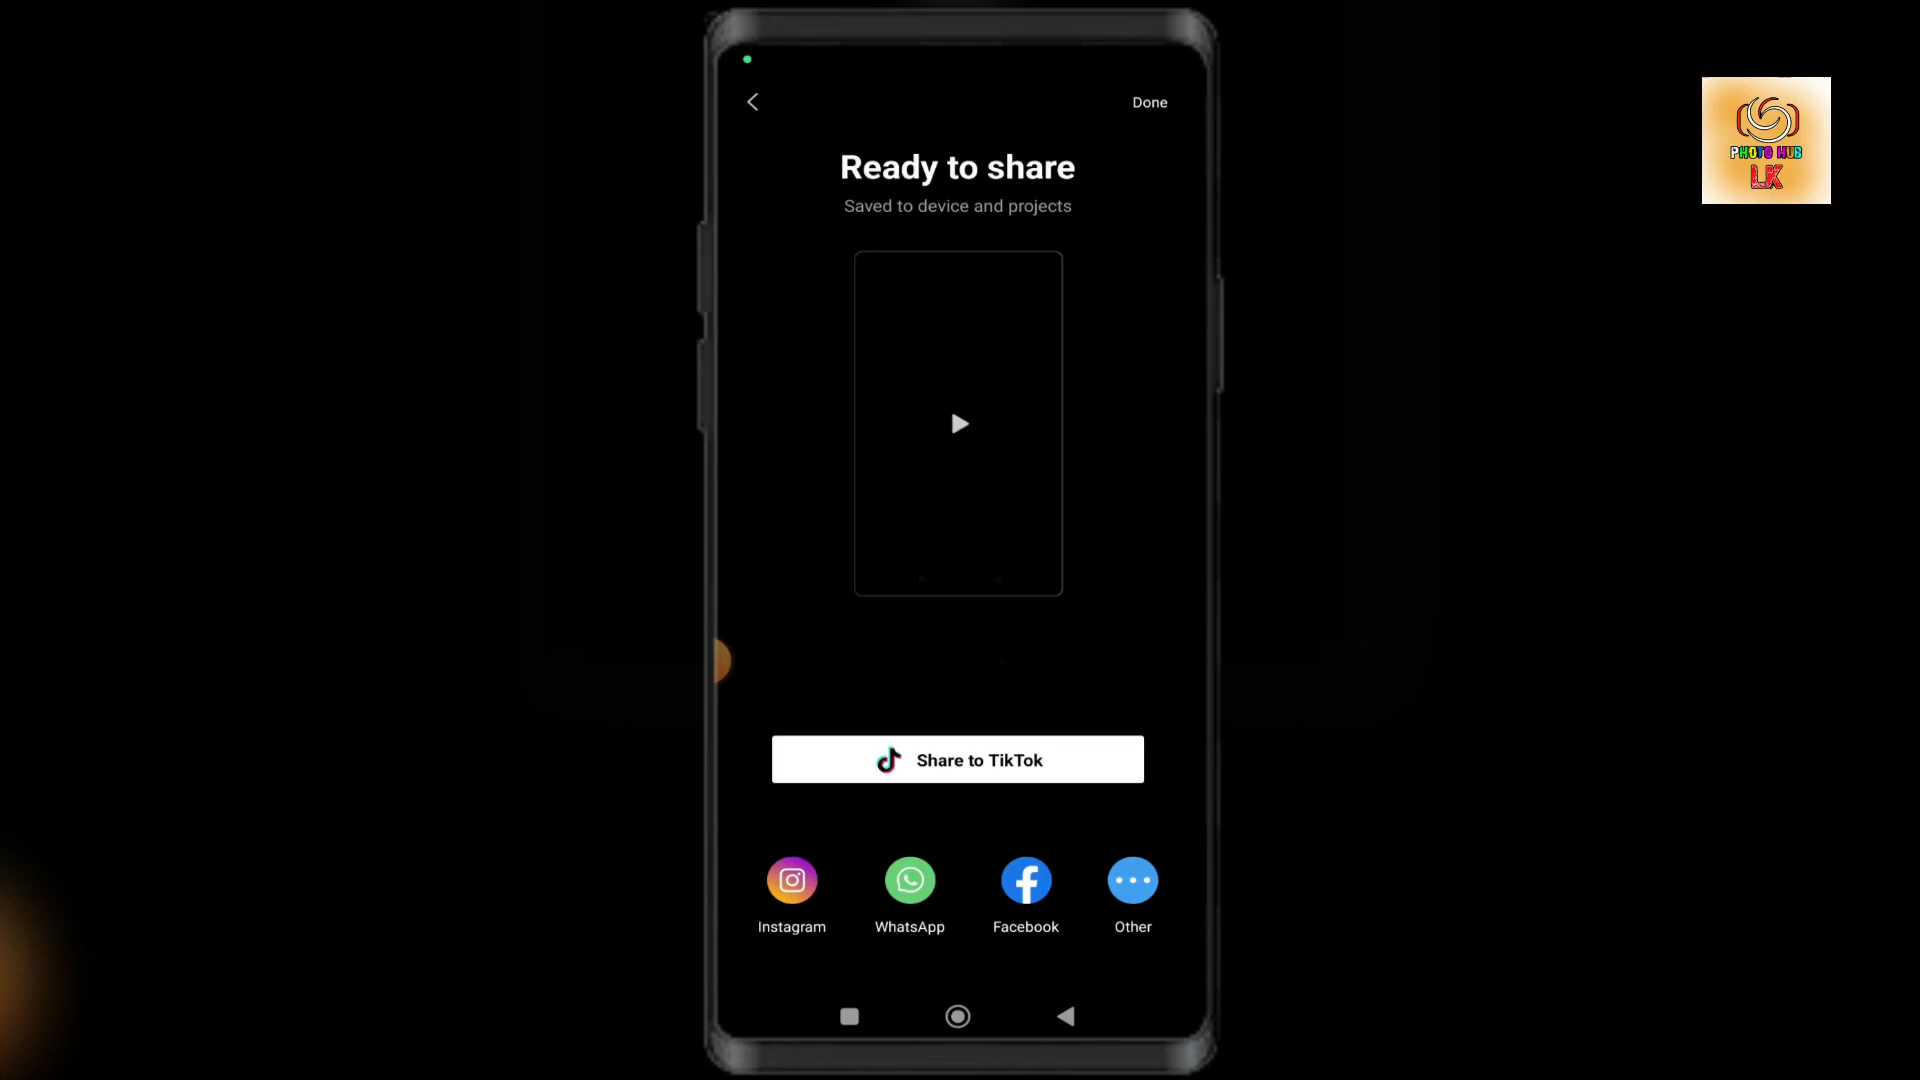 Done
PHOTO HUB
LK
Ready to share
Saved to device and projects
Share to TikTok
Instagram
WhatsApp
Facebook
Other